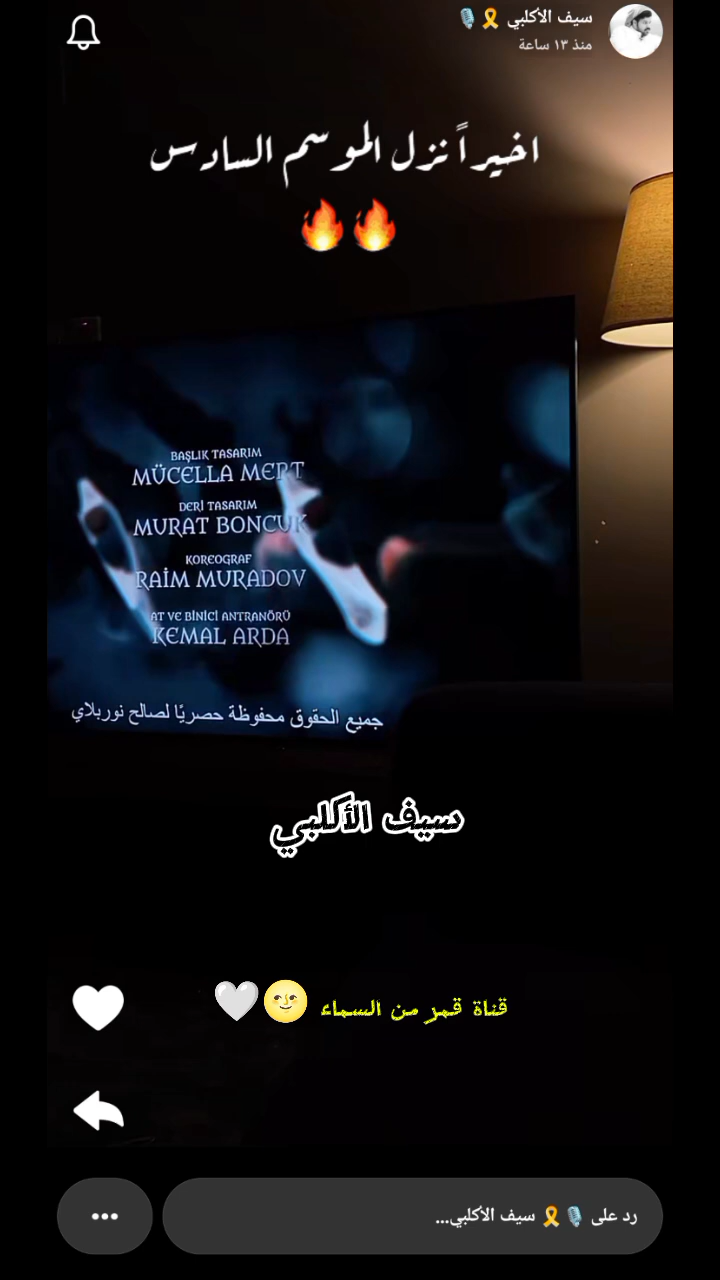 سيف الأكلبي 🎗️🎙️
منذ ١٣ ساعة
اخيراً نزل الموسم السادس
🔥🔥
BAŞLIK TASARIM
MÜCELLA MERT
DERİ TASARIM
MURAT BONCUK
KOREOGRAF
RAİM MURADOV
AT VE BİNİCİ ANTRANÖRÜ
KEMAL ARDA
جميع الحقوق محفوظة حصريًا لصالح نوربلاي
سيف الأكلبي
قناة قمر من السماء 🌝🤍
رد على 🎙️🎗️ سيف الأكلبي...